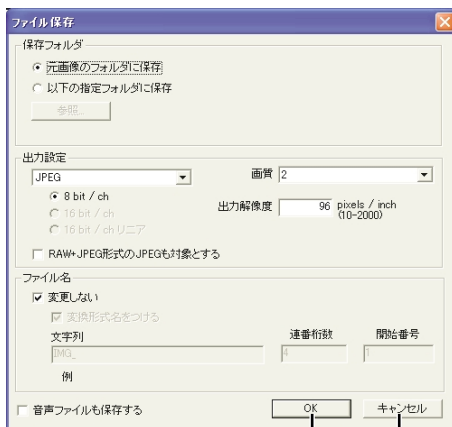 ファイル保存
保存フォルダ
元画像のフォルダに保存
以下の指定フォルダに保存
参照...
出力設定
JPEG
画質 2
8 bit / ch
16 bit / ch
16 bit / ch リニア
出力解像度 96 pixels / inch
(10-2000)
RAW+JPEG形式のJPEGも対象とする
ファイル名
変更しない
変換形式名をつける
文字列 連番桁数 開始番号
IMG_ 4 1
例
音声ファイルも保存する
OK キャンセル